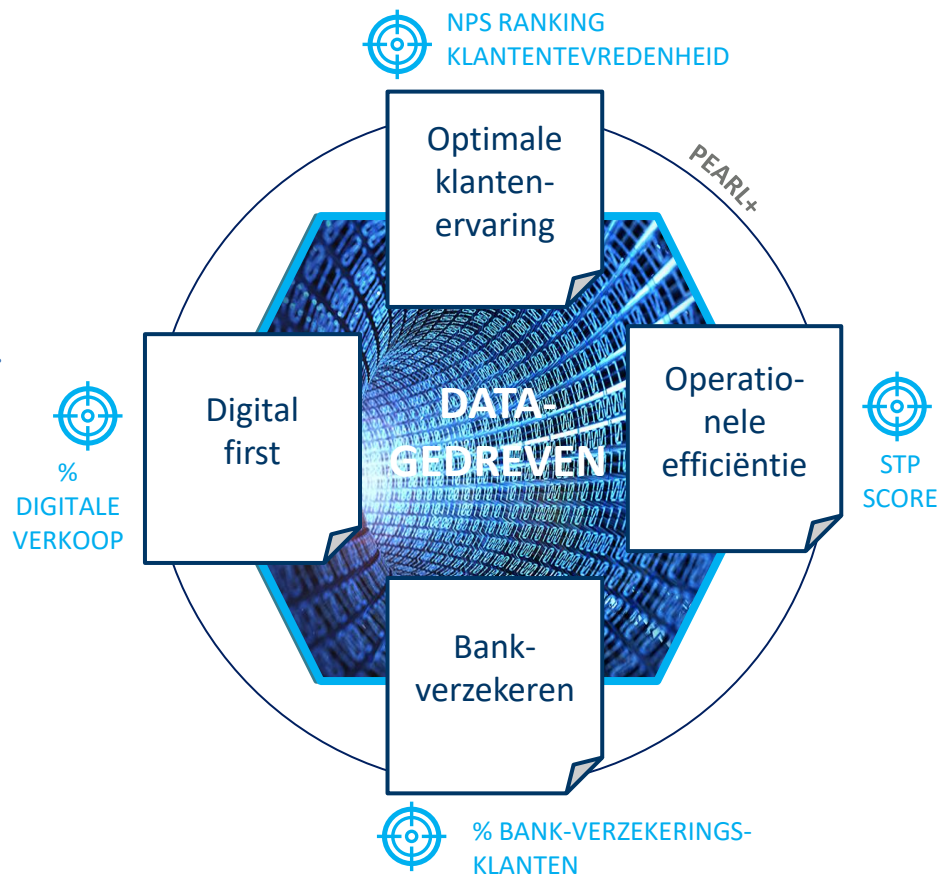 NPS RANKING
KLANTENTEVREDENHEID
Optimale
klanten-
ervaring
PEARL+
Digital
first
DATA-
GEDREVEN
Operatio-
nele
efficiëntie
%
DIGITALE
VERKOOP
STP
SCORE
Bank-
verzekeren
% BANK-VERZEKERINGS-
KLANTEN